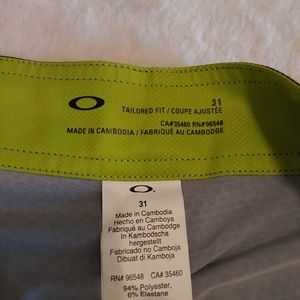 31
TAILORED FIT / COUPE AJUSTÉE
CA#35460 RN#96548
MADE IN CAMBODIA / FABRIQUÉ AU CAMBODGE
31
Made in Cambodia
Hecho en Camboya
Fabriqué au Cambodge
In Kambodscha
hergestellt
Fabricado no Camboja
Dibuat di Kamboja
RN# 96548 CA# 35460
94% Polyester,
6% Elastane